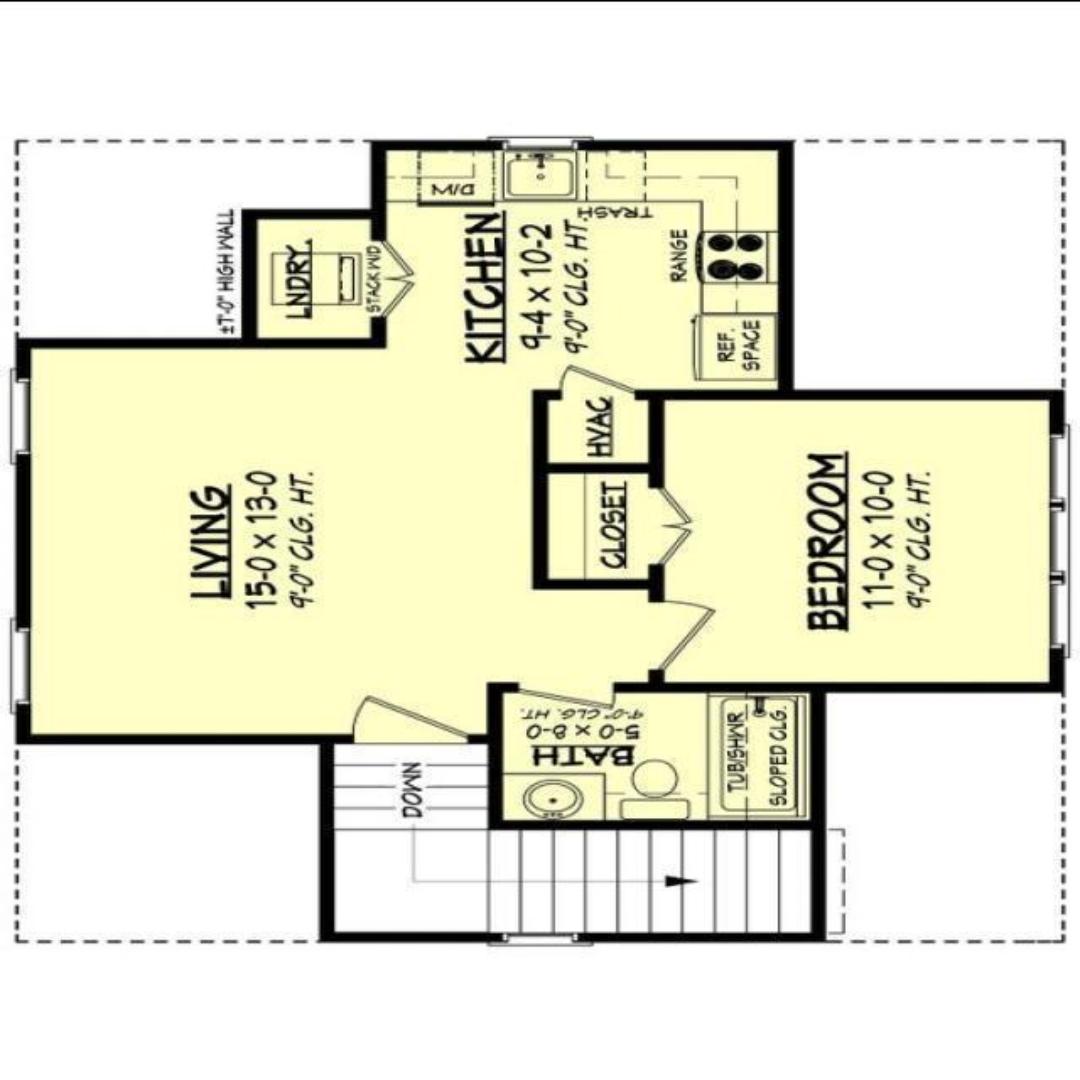 D/W
TRASH
KITCHEN
9-4 x 10-2
9'-0" CLG. HT.
RANGE
REF.
SPACE
±7'-0" HIGH WALL
LNDRY.
STACK W/D
HVAC
CLOSET
LIVING
15-0 x 13-0
9'-0" CLG. HT.
BEDROOM
11-0 x 10-0
9'-0" CLG. HT.
BATH
5-0 x 8-0
9'-0" CLG. HT.
TUB/SHWR
SLOPED CLG.
DOWN